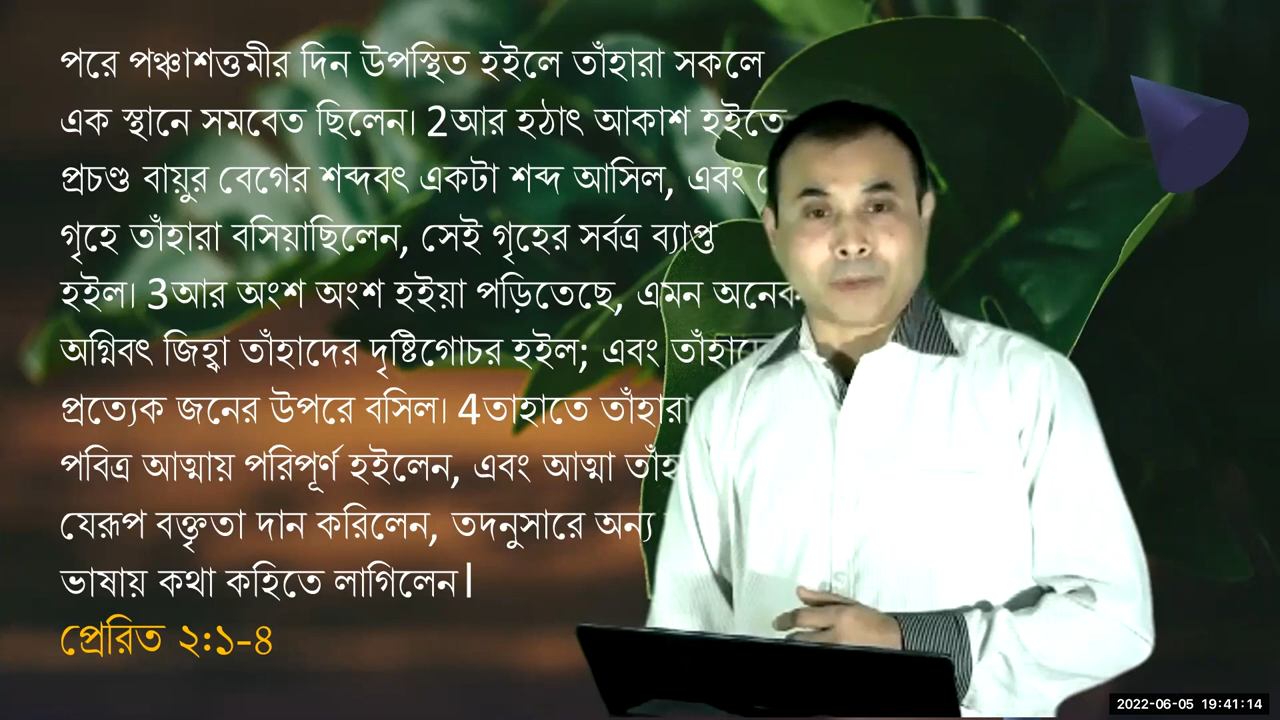 পরে পঞ্চাশত্তমীর দিন উপস্থিত হইলে তাঁহারা সকলে
এক স্থানে সমবেত ছিলেন। 2আর হঠাৎ আকাশ হইতে
প্রচণ্ড বায়ুর বেগের শব্দবৎ একটা শব্দ আসিল, এবং
গৃহে তাঁহারা বসিয়াছিলেন, সেই গৃহের সর্বত্র ব্যাপ্ত
হইল। 3আর অংশ অংশ হইয়া পড়িতেছে, এমন অনেক
অগ্নিবৎ জিহ্বা তাঁহাদের দৃষ্টিগোচর হইল; এবং
প্রত্যেক জনের উপরে বসিল। 4তাহাতে তাঁহারা
পবিত্র আত্মায় পরিপূর্ণ হইলেন, এবং আত্মা
যেরূপ বক্তৃতা দান করিলেন, তদনুসারে অন্য
ভাষায় কথা কহিতে লাগিলেন|
প্রেরিত ২:১-৪
2022-06-05 19:41:14